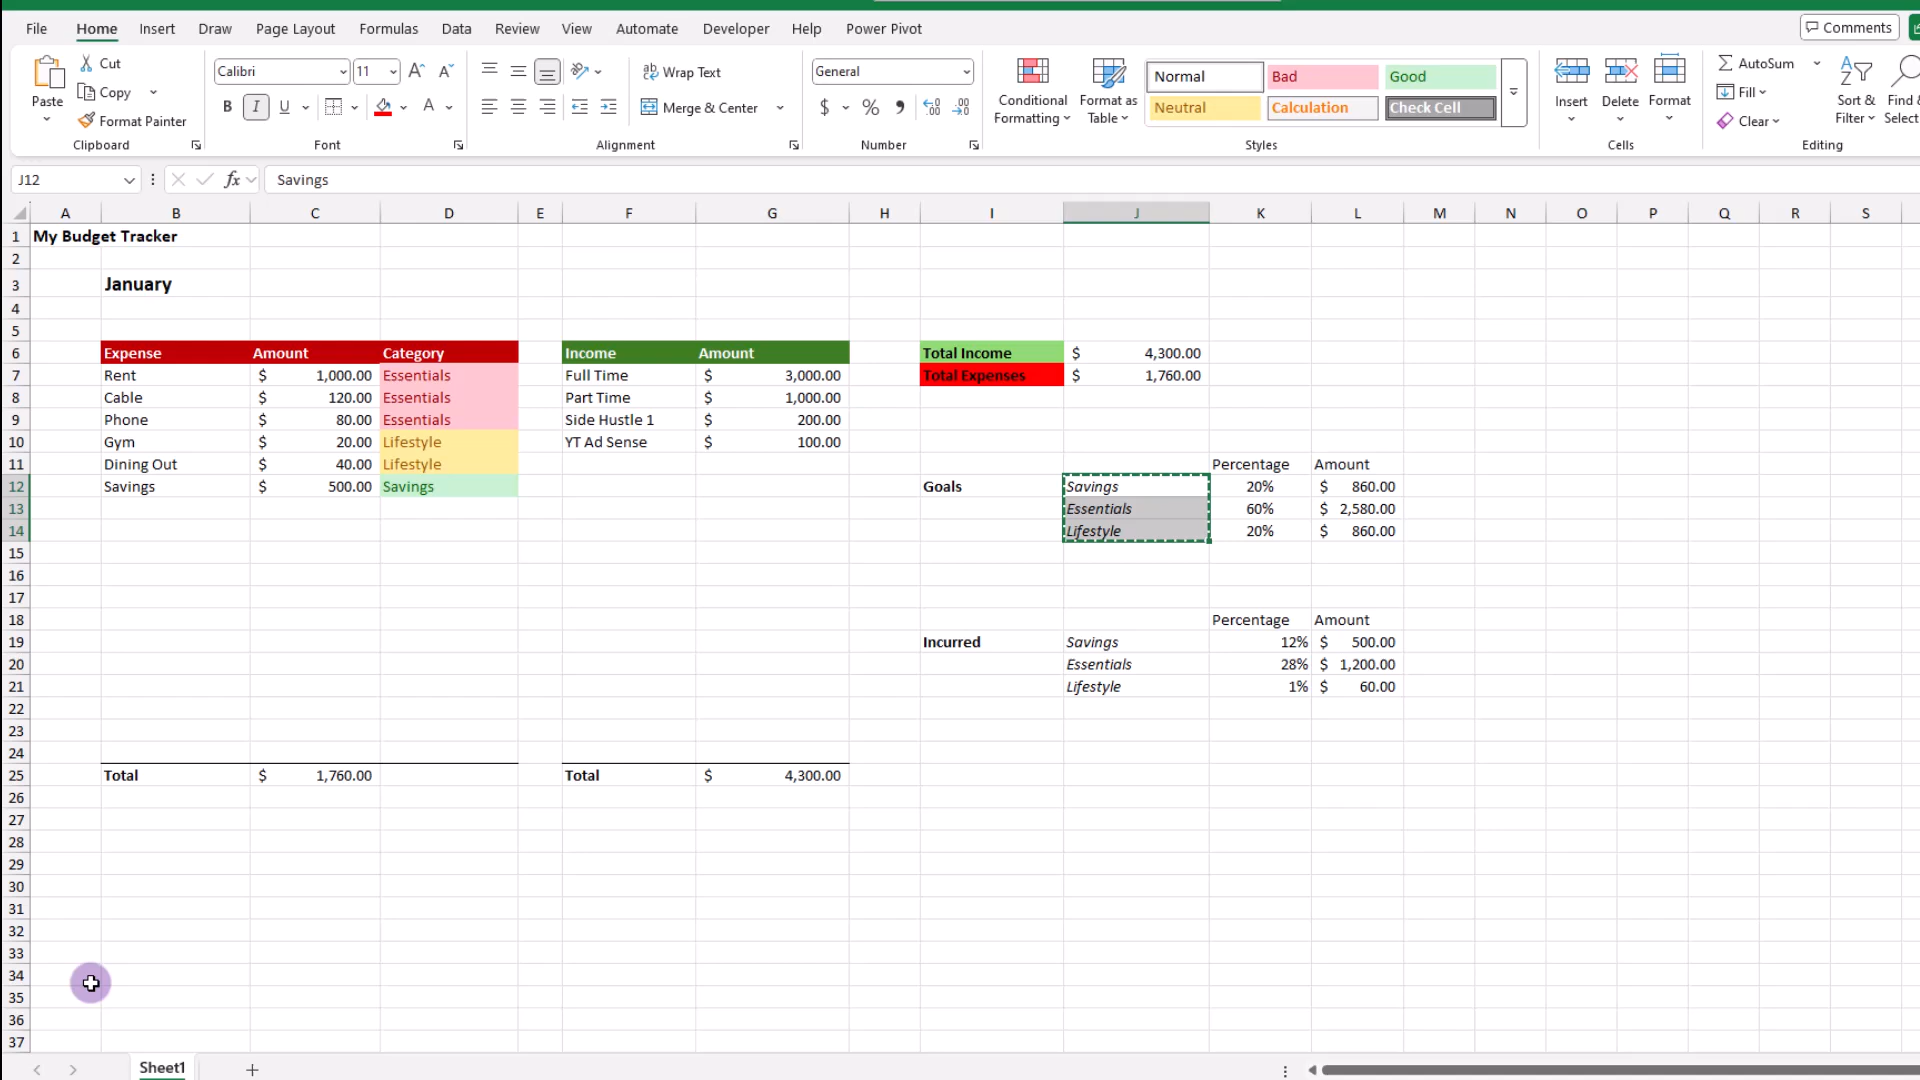 File Home Insert Draw Page Layout Formulas Data Review View Automate Developer Help Power Pivot Comments
Paste Cut Copy Format Painter Clipboard
Calibri 11 A A B I U A Font
Wrap Text Merge & Center Alignment
General $ % 9 .00 .00 Number
Conditional Formatting Format as Table
Normal Bad Good
Neutral Calculation Check Cell
Styles
Insert Delete Format Cells
AutoSum Fill Clear Sort & Filter Find & Select Editing
J12 fx Savings
A B C D E F G H I J K L M N O P Q R S
1 My Budget Tracker
2
3 January
4
5
6 Expense Amount Category Income Amount Total Income $ 4,300.00
7 Rent $ 1,000.00 Essentials Full Time $ 3,000.00 Total Expenses $ 1,760.00
8 Cable $ 120.00 Essentials Part Time $ 1,000.00
9 Phone $ 80.00 Essentials Side Hustle 1 $ 200.00
10 Gym $ 20.00 Lifestyle YT Ad Sense $ 100.00
11 Dining Out $ 40.00 Lifestyle Percentage Amount
12 Savings $ 500.00 Savings Goals Savings 20% $ 860.00
13 Essentials 60% $ 2,580.00
14 Lifestyle 20% $ 860.00
15
16
17
18 Percentage Amount
19 Incurred Savings 12% $ 500.00
20 Essentials 28% $ 1,200.00
21 Lifestyle 1% $ 60.00
22
23
24
25 Total $ 1,760.00 Total $ 4,300.00
26
27
28
29
30
31
32
33
34
35
36
37
Sheet1